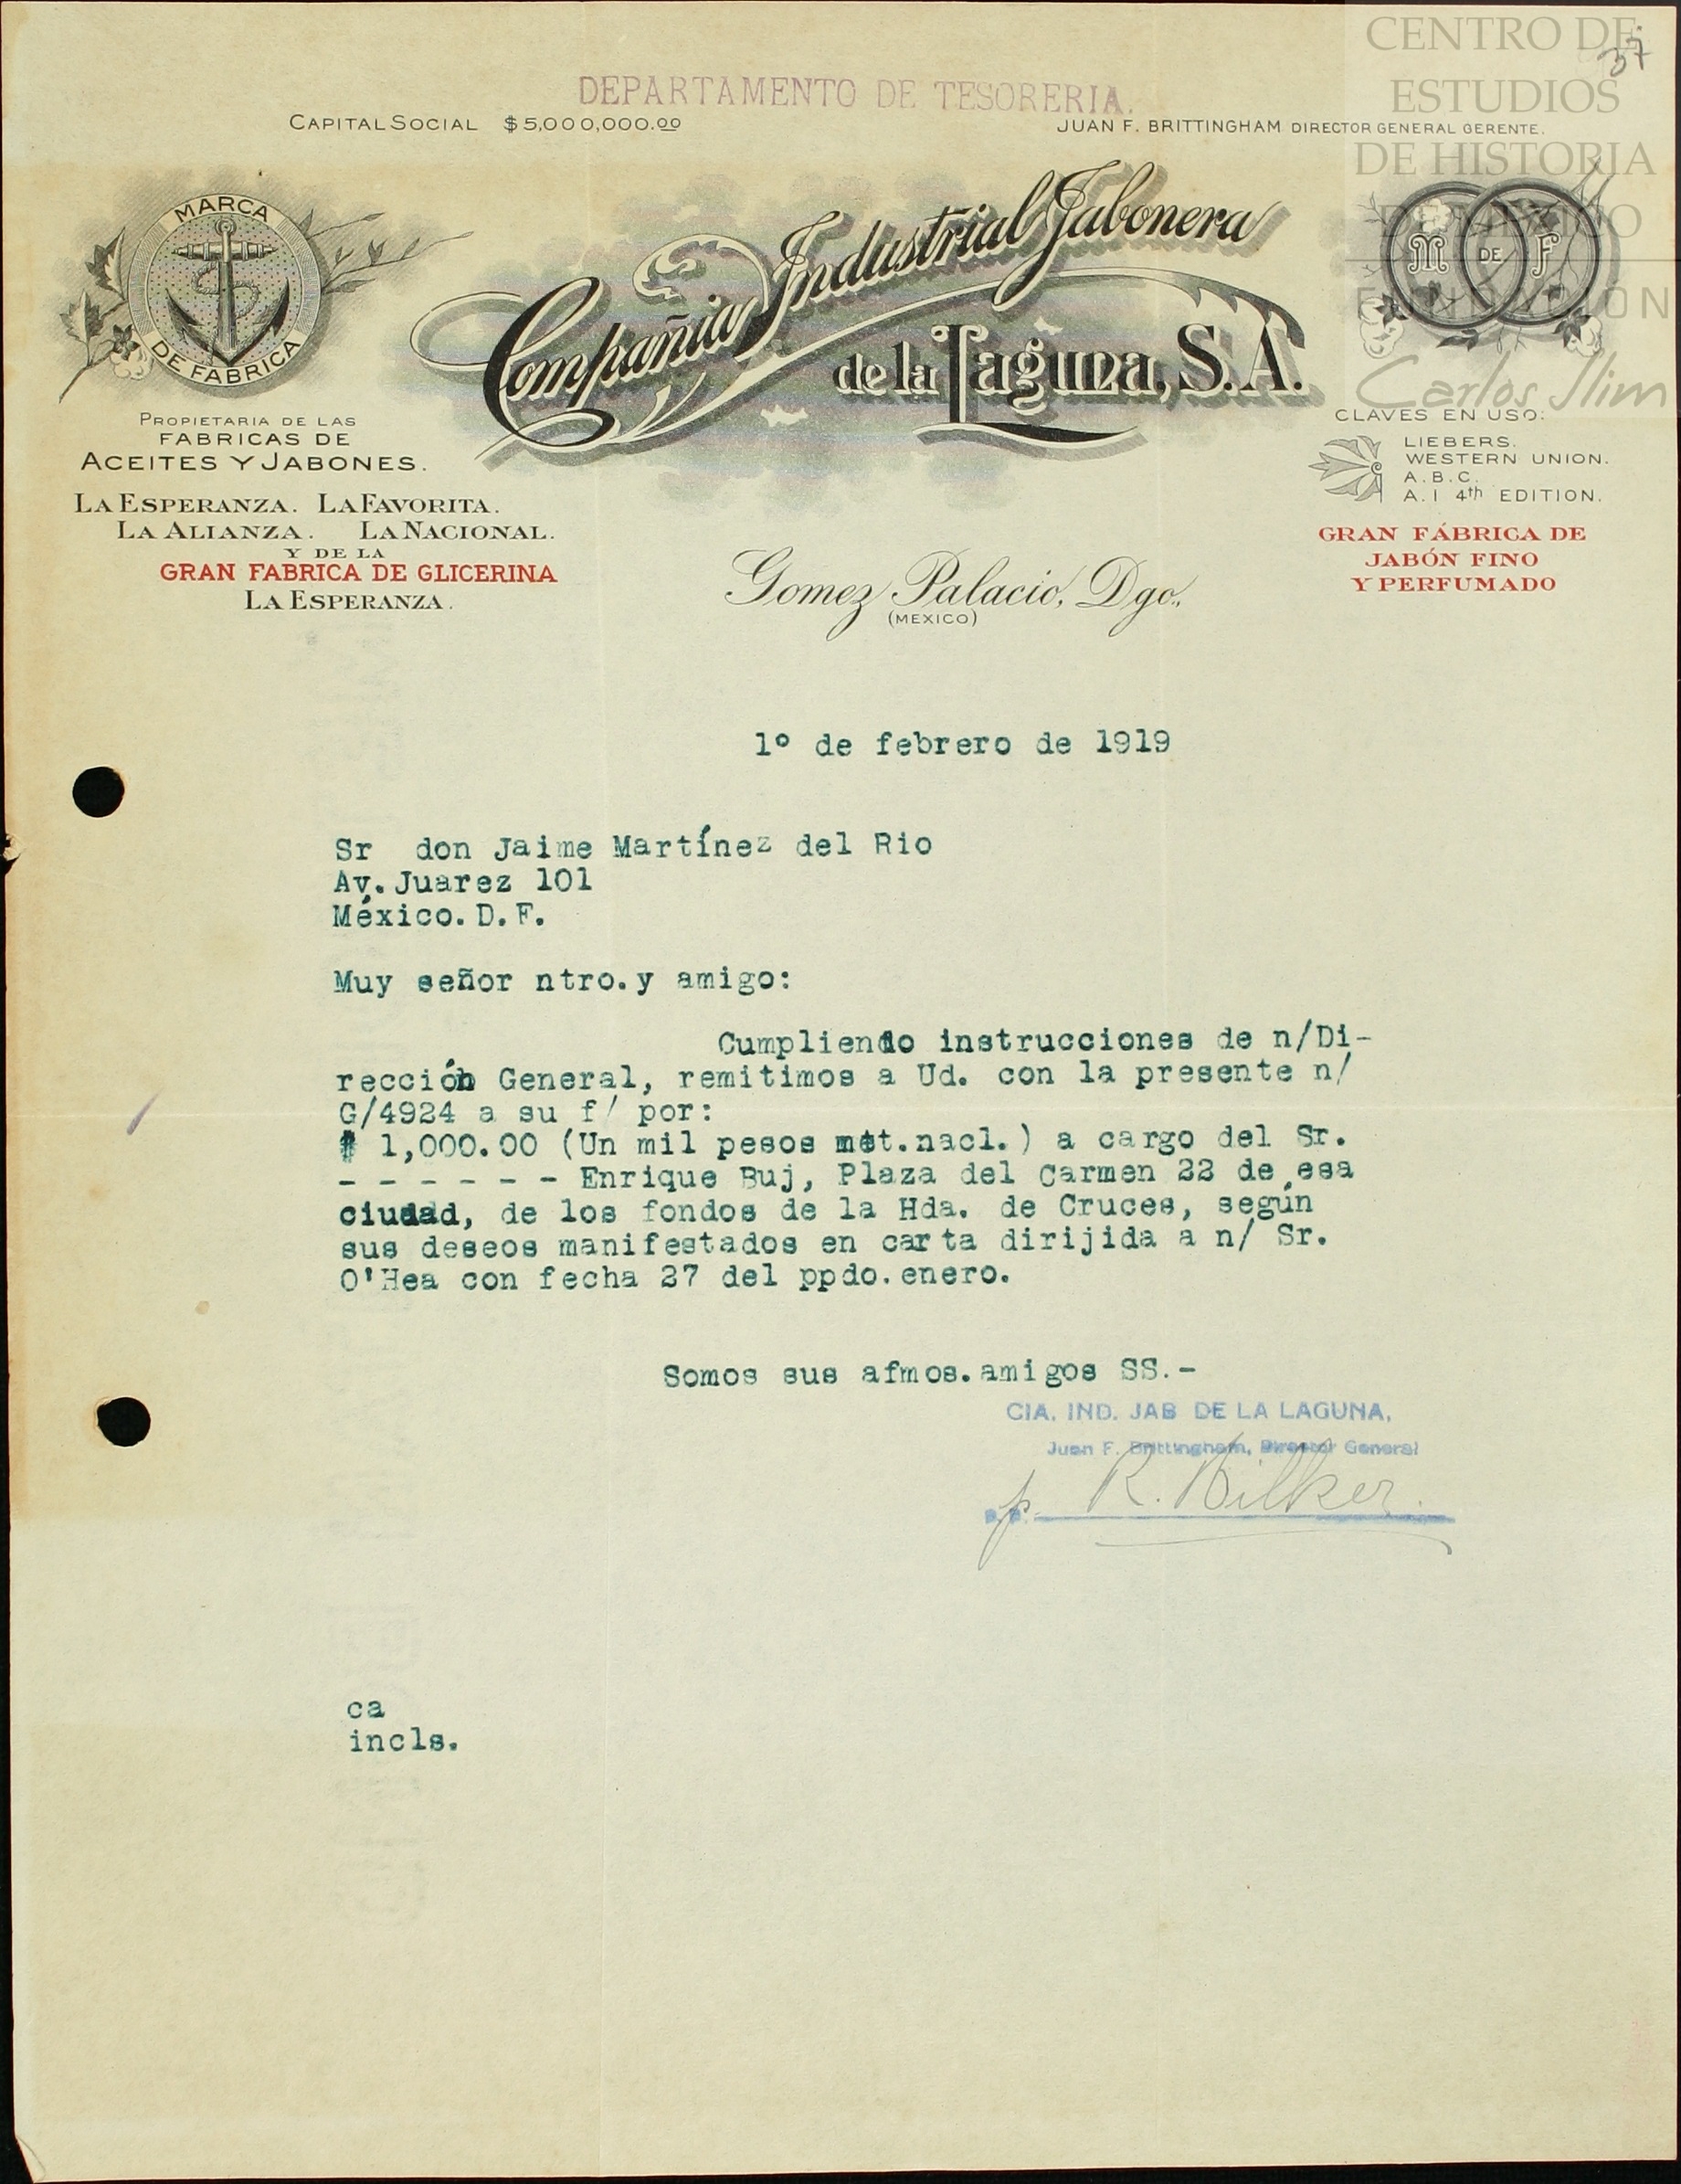 CENTRO DE
ESTUDIOS
DE HISTORIA
DE MÉXICO
FUNDACIÓN
Carlos Slim
37
DEPARTAMENTO DE TESORERIA.
CAPITAL SOCIAL $5,000,000.00
JUAN F. BRITTINGHAM DIRECTOR GENERAL GERENTE.
MARCA
DE FABRICA
Compañia Industrial Jabonera
de la Laguna, S.A.
M DE F
PROPIETARIA DE LAS
FABRICAS DE
ACEITES Y JABONES.
LA ESPERANZA. LA FAVORITA.
LA ALIANZA. LA NACIONAL.
Y DE LA
GRAN FABRICA DE GLICERINA
LA ESPERANZA.
CLAVES EN USO:
LIEBERS.
WESTERN UNION.
A.B.C.
A.I 4th EDITION.
GRAN FÁBRICA DE
JABÓN FINO
Y PERFUMADO
Gomez Palacio, Dgo.,
(MEXICO)
1º de febrero de 1919
Sr don Jaime Martínez del Rio
Av. Juarez 101
México. D. F.
Muy señor ntro. y amigo:
Cumpliendo instrucciones de n/Di-
rección General, remitimos a Ud. con la presente n/
G/4924 a su f/ por:
$ 1,000.00 (Un mil pesos met. nacl.) a cargo del Sr.
- - - - - - Enrique Buj, Plaza del Carmen 22 de esa
ciudad, de los fondos de la Hda. de Cruces, según
sus deseos manifestados en carta dirijida a n/ Sr.
O'Hea con fecha 27 del ppdo. enero.
Somos sus afmos. amigos SS.-
CIA. IND. JAB DE LA LAGUNA,
Juan F. Brittingham, Director General
p. R. Hilker.
ca
incls.